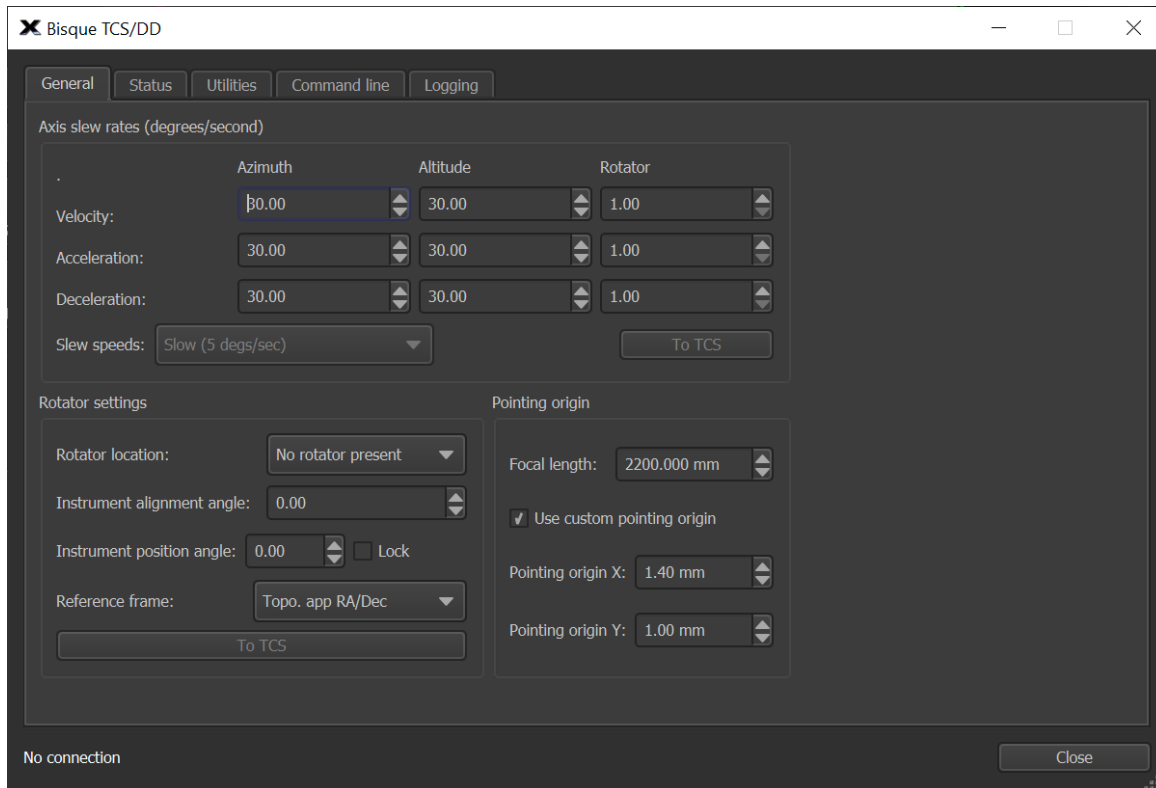 Bisque TCS/DD
General Status Utilities Command line Logging
Axis slew rates (degrees/second)
. Azimuth Altitude Rotator
Velocity: 30.00 30.00 1.00
Acceleration: 30.00 30.00 1.00
Deceleration: 30.00 30.00 1.00
Slew speeds: Slow (5 degs/sec) To TCS
Rotator settings
Rotator location: No rotator present
Instrument alignment angle: 0.00
Instrument position angle: 0.00 Lock
Reference frame: Topo. app RA/Dec
To TCS
Pointing origin
Focal length: 2200.000 mm
Use custom pointing origin
Pointing origin X: 1.40 mm
Pointing origin Y: 1.00 mm
No connection Close